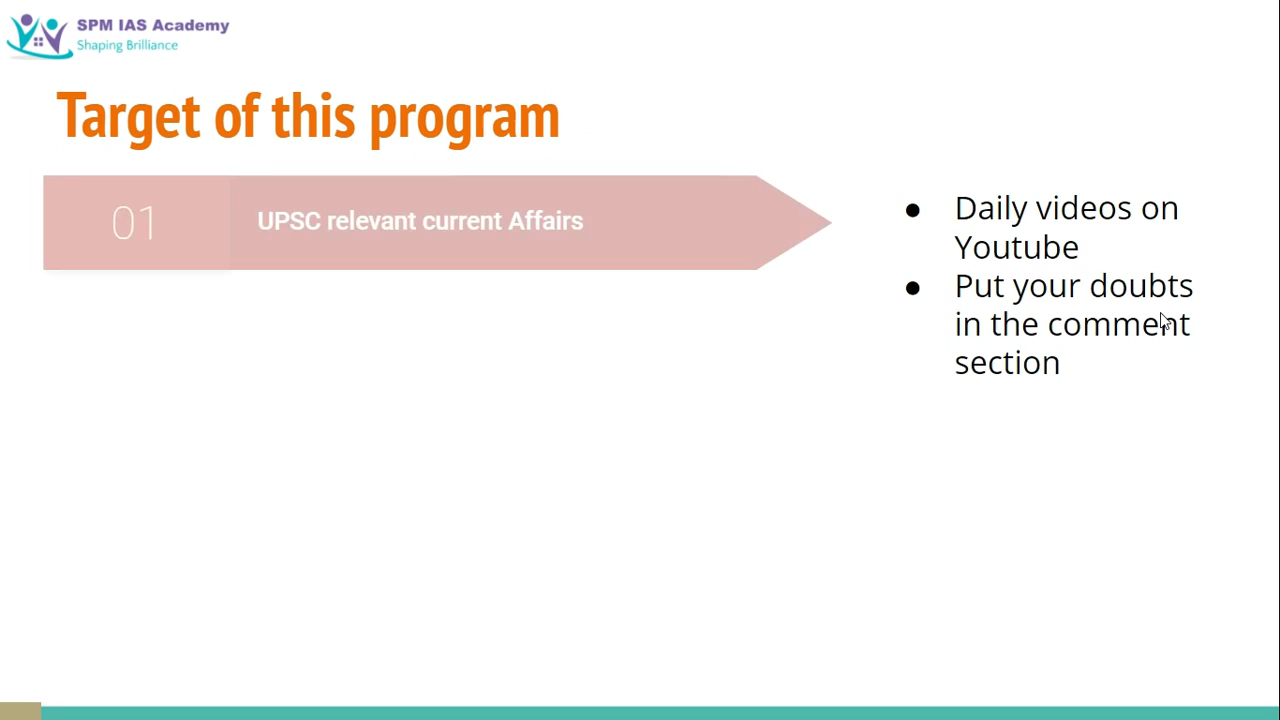 SPM IAS Academy
Shaping Brilliance
Target of this program
01
UPSC relevant current Affairs
● Daily videos on
Youtube
● Put your doubts
in the comment
section